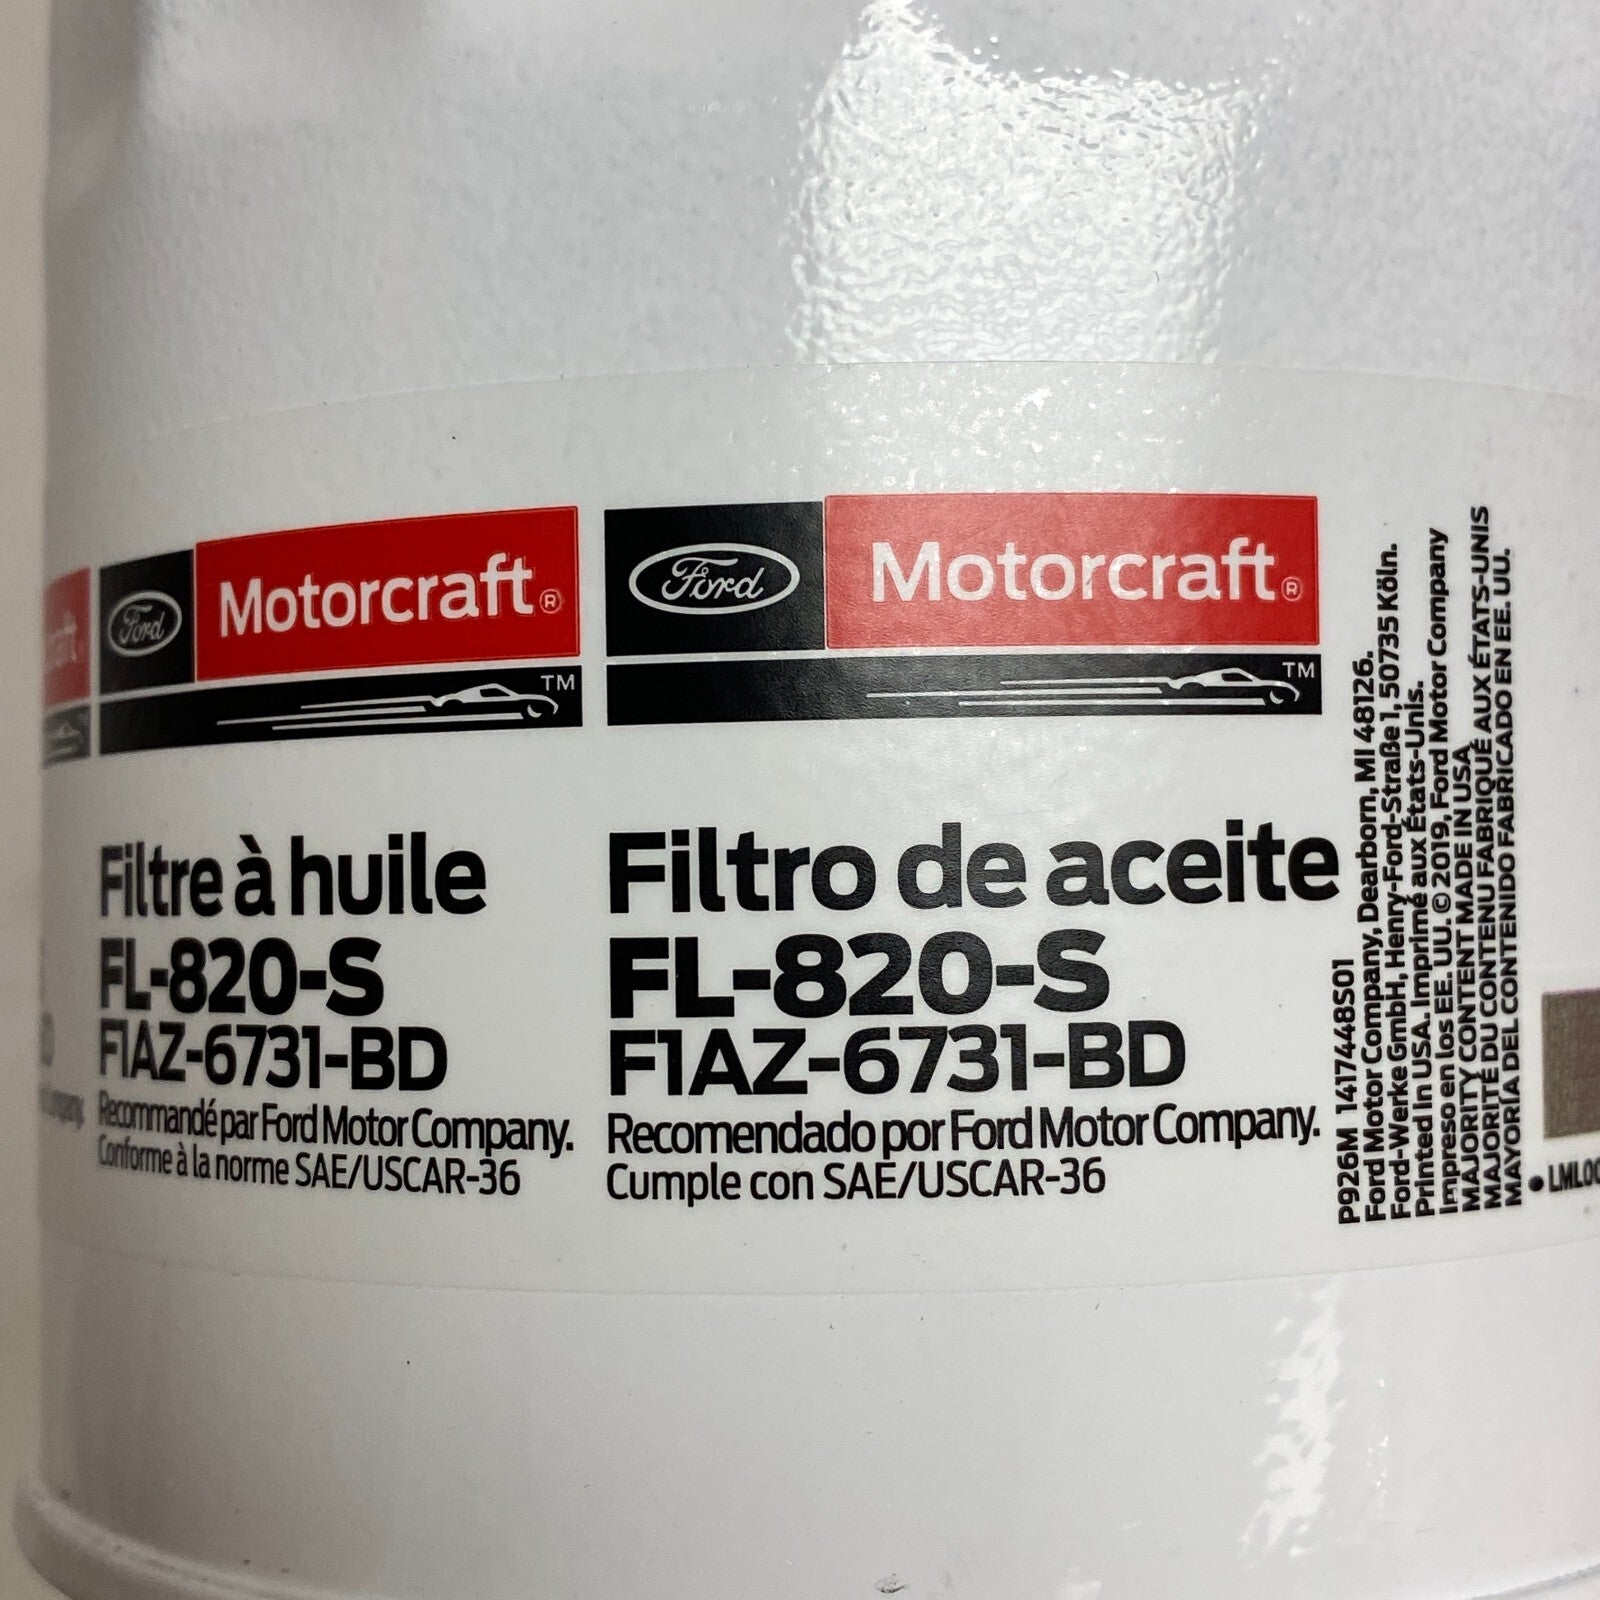 Ford
Motorcraft®
TM
Filtre à huile
FL-820-S
F1AZ-6731-BD
Recommandé par Ford Motor Company.
Conforme à la norme SAE/USCAR-36
Ford
Motorcraft®
TM
Filtro de aceite
FL-820-S
F1AZ-6731-BD
Recomendado por Ford Motor Company.
Cumple con SAE/USCAR-36
P926M 1417448S01
Ford Motor Company, Dearborn, MI 48126.
Ford-Werke GmbH, Henry-Ford-Straße 1, 50735 Köln.
Printed in USA. Imprimé aux États-Unis.
Impreso en los EE. UU. © 2019, Ford Motor Company
MAJORITY CONTENT MADE IN USA
MAJORITÉ DU CONTENU FABRIQUÉ AUX ÉTATS-UNIS
MAYORÍA DEL CONTENIDO FABRICADO EN EE. UU.